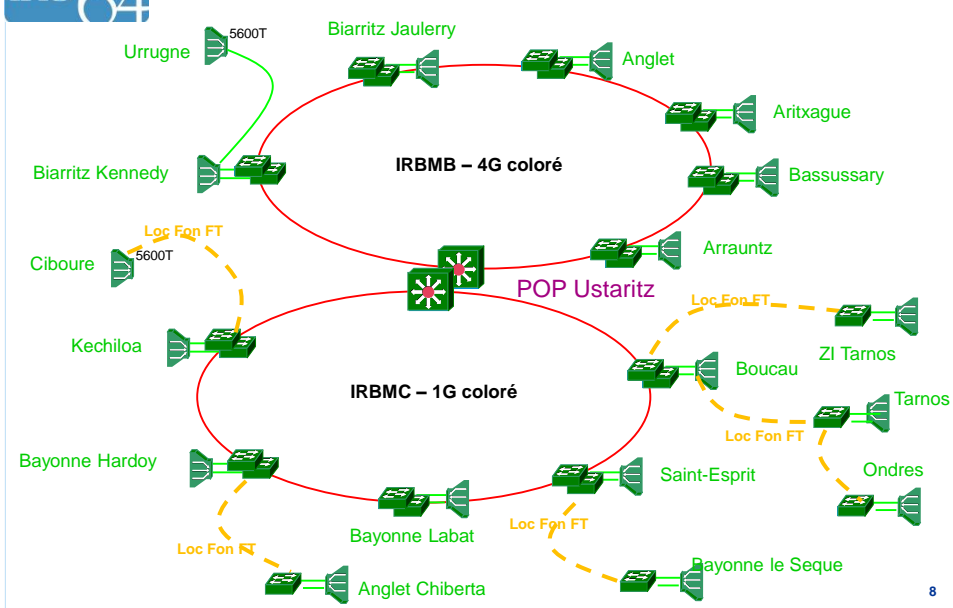 64
5600T
Urrugne
Biarritz Jaulerry
Anglet
Aritxague
Biarritz Kennedy
IRBMB – 4G coloré
Bassussary
Loc Fon FT
Ciboure
5600T
Arrauntz
POP Ustaritz
Loc Fon FT
Kechiloa
ZI Tarnos
Boucau
IRBMC – 1G coloré
Tarnos
Loc Fon FT
Bayonne Hardoy
Saint-Esprit
Ondres
Loc Fon FT
Bayonne Labat
Loc Fon FT
Bayonne le Seque
Anglet Chiberta
8